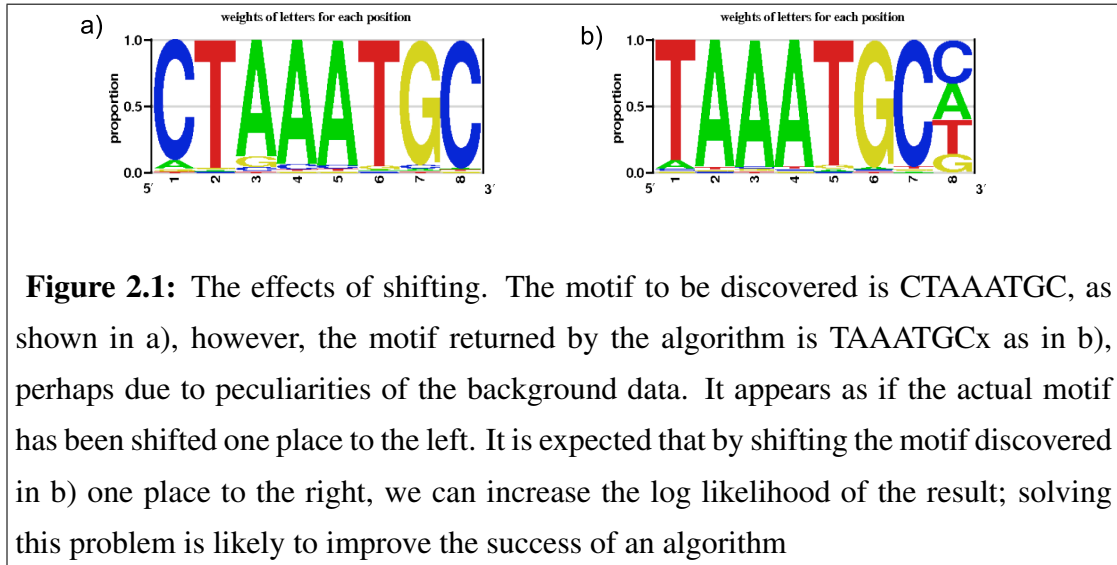 weights of letters for each position
a)
1.0
0.5
0.0
proportion
CTAAATGC
A G
5′ 1 2 3 4 5 6 7 8 3′
weights of letters for each position
b)
1.0
0.5
0.0
proportion
TAAATGCC
A
T
A G
5′ 1 2 3 4 5 6 7 8 3′
Figure 2.1: The effects of shifting. The motif to be discovered is CTAAATGC, as
shown in a), however, the motif returned by the algorithm is TAAATGCx as in b),
perhaps due to peculiarities of the background data. It appears as if the actual motif
has been shifted one place to the left. It is expected that by shifting the motif discovered
in b) one place to the right, we can increase the log likelihood of the result; solving
this problem is likely to improve the success of an algorithm